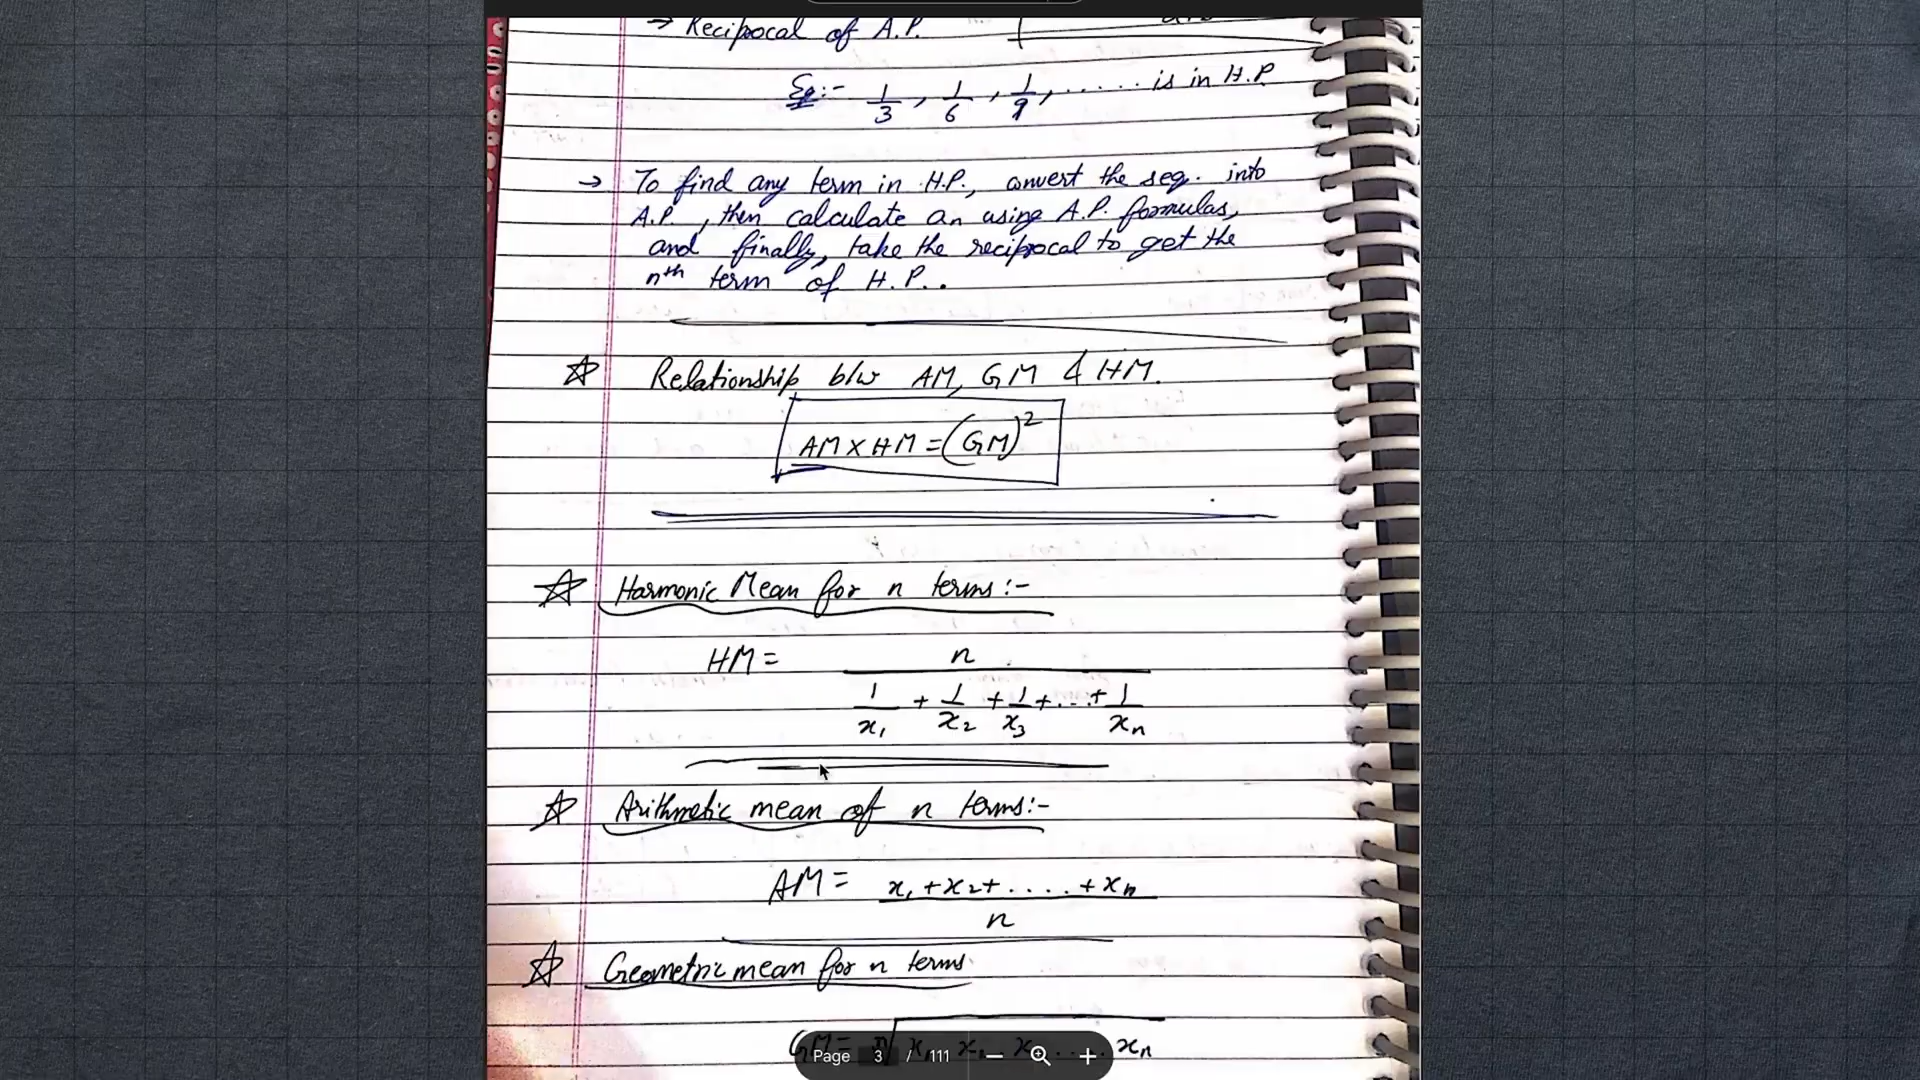 → Reciprocal of A.P.
Eg:- 1/3, 1/6, 1/9, ...... is in H.P.
→ To find any term in H.P., convert the seq. into
A.P., then calculate an using A.P. formulas,
and finally, take the reciprocal to get the
nth term of H.P..
☆ Relationship b/w AM, GM & HM.
AM x HM = (GM)²
☆ Harmonic Mean for n terms:-
HM = n
1/x₁ + 1/x₂ + 1/x₃ + ... + 1/xₙ
☆ Arithmetic mean of n terms:-
AM = x₁ + x₂ + .... + xₙ
n
☆ Geometric mean for n terms
xₙ
Page 3 / 111